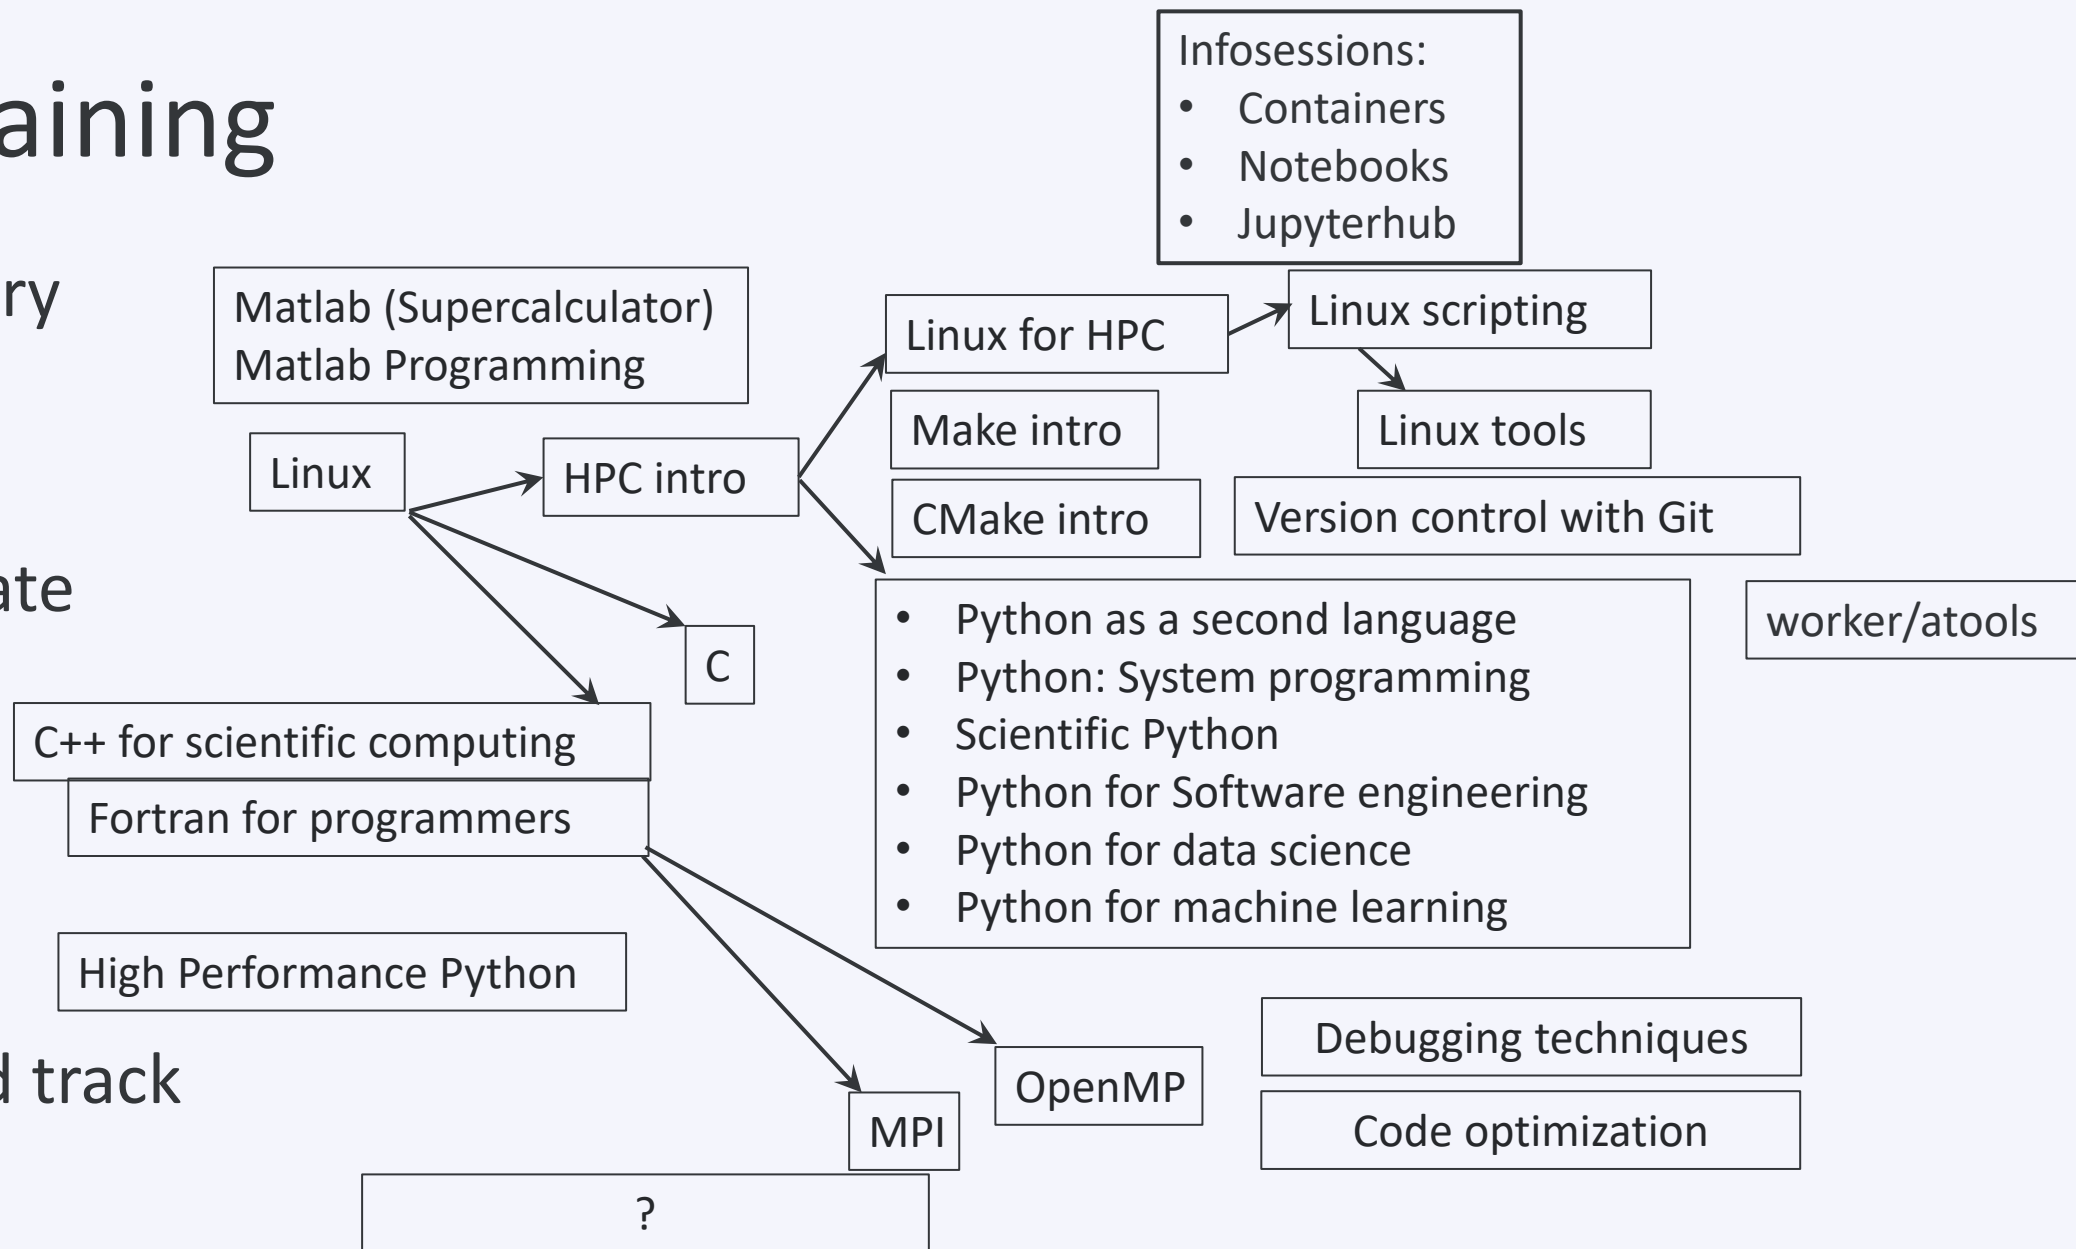 aining
Infosessions:
• Containers
• Notebooks
• Jupyterhub
ry
Matlab (Supercalculator)
Matlab Programming
Linux for HPC
Linux scripting
Make intro
Linux tools
Linux
HPC intro
CMake intro
Version control with Git
ate
• Python as a second language
• Python: System programming
• Scientific Python
• Python for Software engineering
• Python for data science
• Python for machine learning
worker/atools
C
C++ for scientific computing
Fortran for programmers
High Performance Python
d track
Debugging techniques
OpenMP
MPI
Code optimization
?